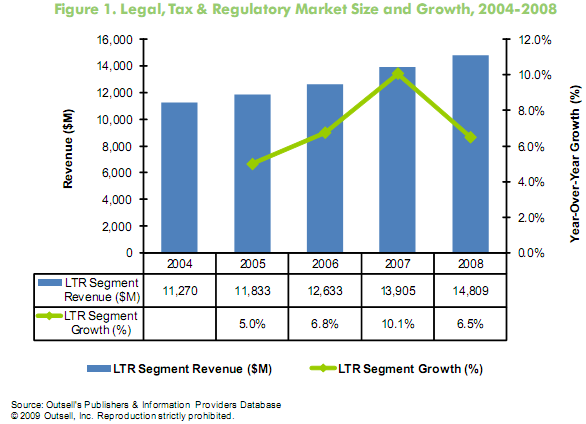 Figure 1. Legal, Tax & Regulatory Market Size and Growth, 2004-2008
16,000
14,000
12,000
10,000
8,000
6,000
4,000
2,000
0
Revenue ($M)
12.0%
10.0%
8.0%
6.0%
4.0%
2.0%
0.0%
Year-Over-Year Growth (%)
2004 2005 2006 2007 2008
LTR Segment
Revenue ($M) 11,270 11,833 12,633 13,905 14,809
LTR Segment
Growth (%) 5.0% 6.8% 10.1% 6.5%
LTR Segment Revenue ($M) LTR Segment Growth (%)
Source: Outsell's Publishers & Information Providers Database
© 2009 Outsell, Inc. Reproduction strictly prohibited.